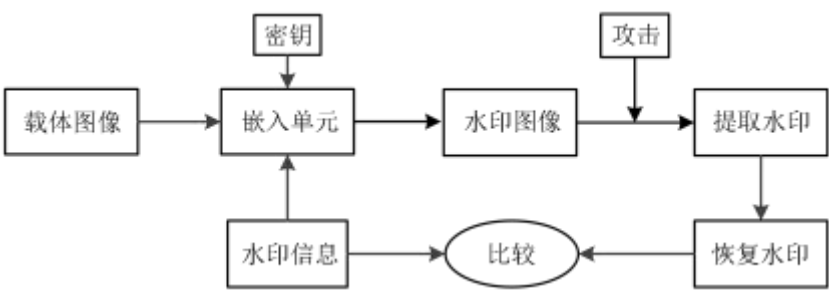 密钥
攻击
载体图像
嵌入单元
水印图像
提取水印
水印信息
比较
恢复水印